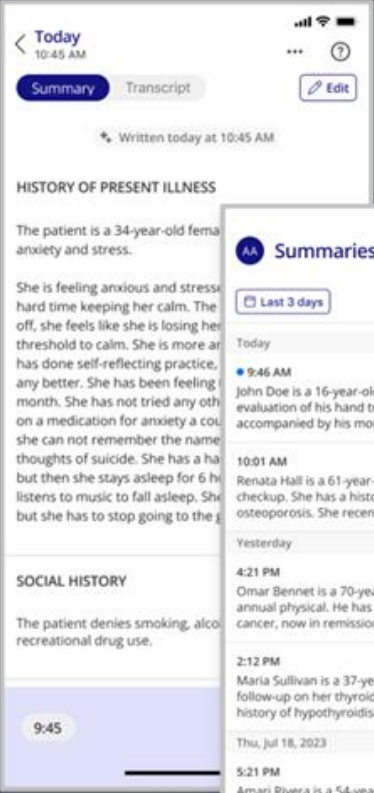 Today
10:45 AM
Summary
Transcript
Edit
Written today at 10:45 AM
HISTORY OF PRESENT ILLNESS
The patient is a 34-year-old fema
anxiety and stress.
She is feeling anxious and stresse
hard time keeping her calm. The
off, she feels like she is losing her
threshold to calm. She is more an
has done self-reflecting practice,
any better. She has been feeling
month. She has not tried any oth
on a medication for anxiety a cou
she can not remember the name
thoughts of suicide. She has a ha
but then she stays asleep for 6 h
listens to music to fall asleep. She
but she has to stop going to the g
SOCIAL HISTORY
The patient denies smoking, alco
recreational drug use.
9:45
AA
Summaries
Last 3 days
Today
9:46 AM
John Doe is a 16-year-old
evaluation of his hand t
accompanied by his mo
10:01 AM
Renata Hall is a 61-year-
checkup. She has a histo
osteoporosis. She recen
Yesterday
4:21 PM
Omar Bennet is a 70-yea
annual physical. He has
cancer, now in remissio
2:12 PM
Maria Sullivan is a 37-ye
follow-up on her thyroid
history of hypothyroidis
Thu, Jul 18, 2023
5:21 PM
Amari Rivera is a 54-year